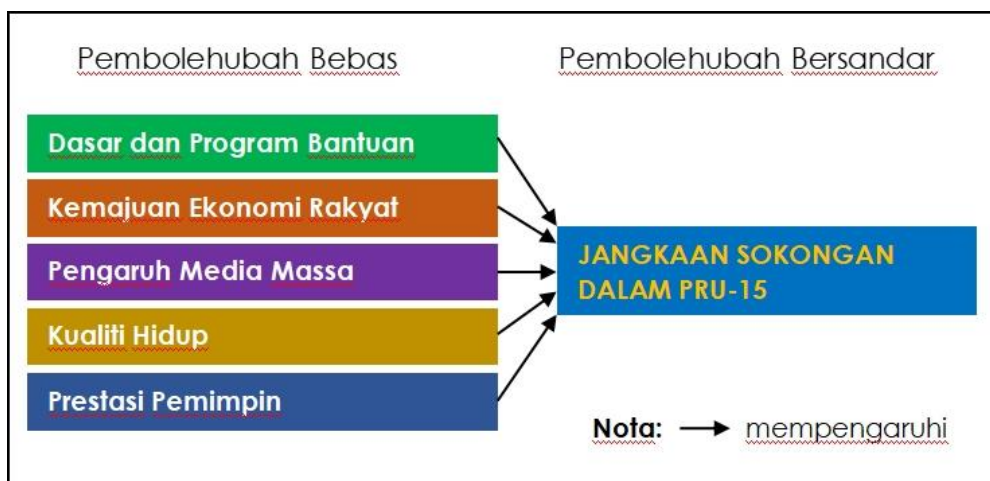 Pembolehubah Bebas
Pembolehubah Bersandar
Dasar dan Program Bantuan
Kemajuan Ekonomi Rakyat
Pengaruh Media Massa
Kualiti Hidup
Prestasi Pemimpin
JANGKAAN SOKONGAN
DALAM PRU-15
Nota: mempengaruhi